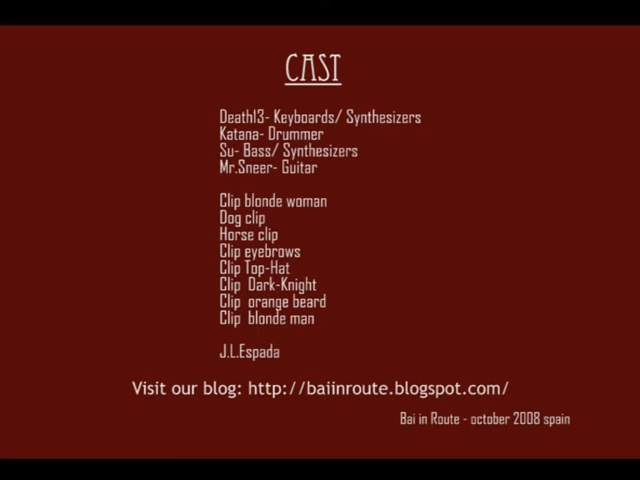 CAST
Death13- Keyboards/ Synthesizers
Katana- Drummer
Su- Bass/ Synthesizers
Mr.Sneer- Guitar
Clip blonde woman
Dog clip
Horse clip
Clip eyebrows
Clip Top-Hat
Clip  Dark-Knight
Clip  orange beard
Clip  blonde man
J.L.Espada
Visit our blog: http://baiinroute.blogspot.com/
Bai in Route - october 2008 spain